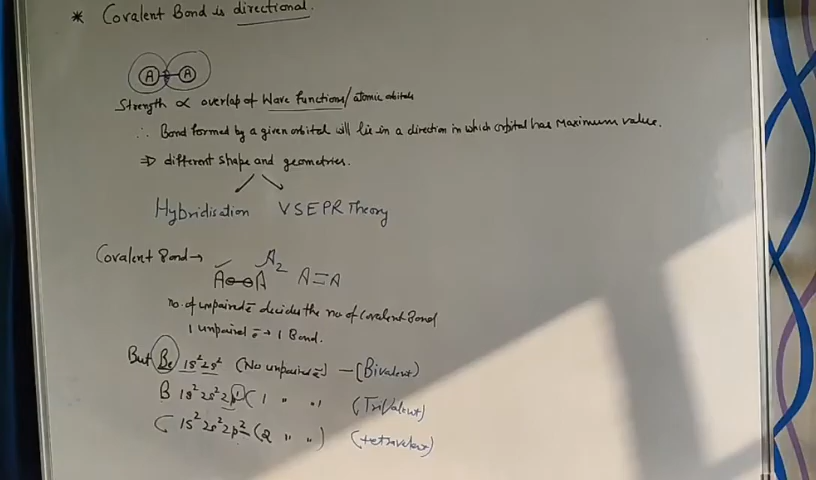 * Covalent Bond is directional.
A A
Strength ∝ overlap of Wave functions/atomic orbitals
∴ Bond formed by a given orbital will lie in a direction in which orbital has Maximum value.
⇒ different shape and geometries.
Hybridisation VSEPR Theory
Covalent Bond → A A A₂ A=A
no. of unpaired e̅ decides the no of Covalent Bond
1 unpaired e̅ → 1 Bond.
But Be 1s² 2s² (No unpaired e̅) — (Bivalent)
B 1s² 2s² 2p¹ ( 1 " " ) (Trivalent)
C 1s² 2s² 2p² — (2 " " ) (tetravalent)